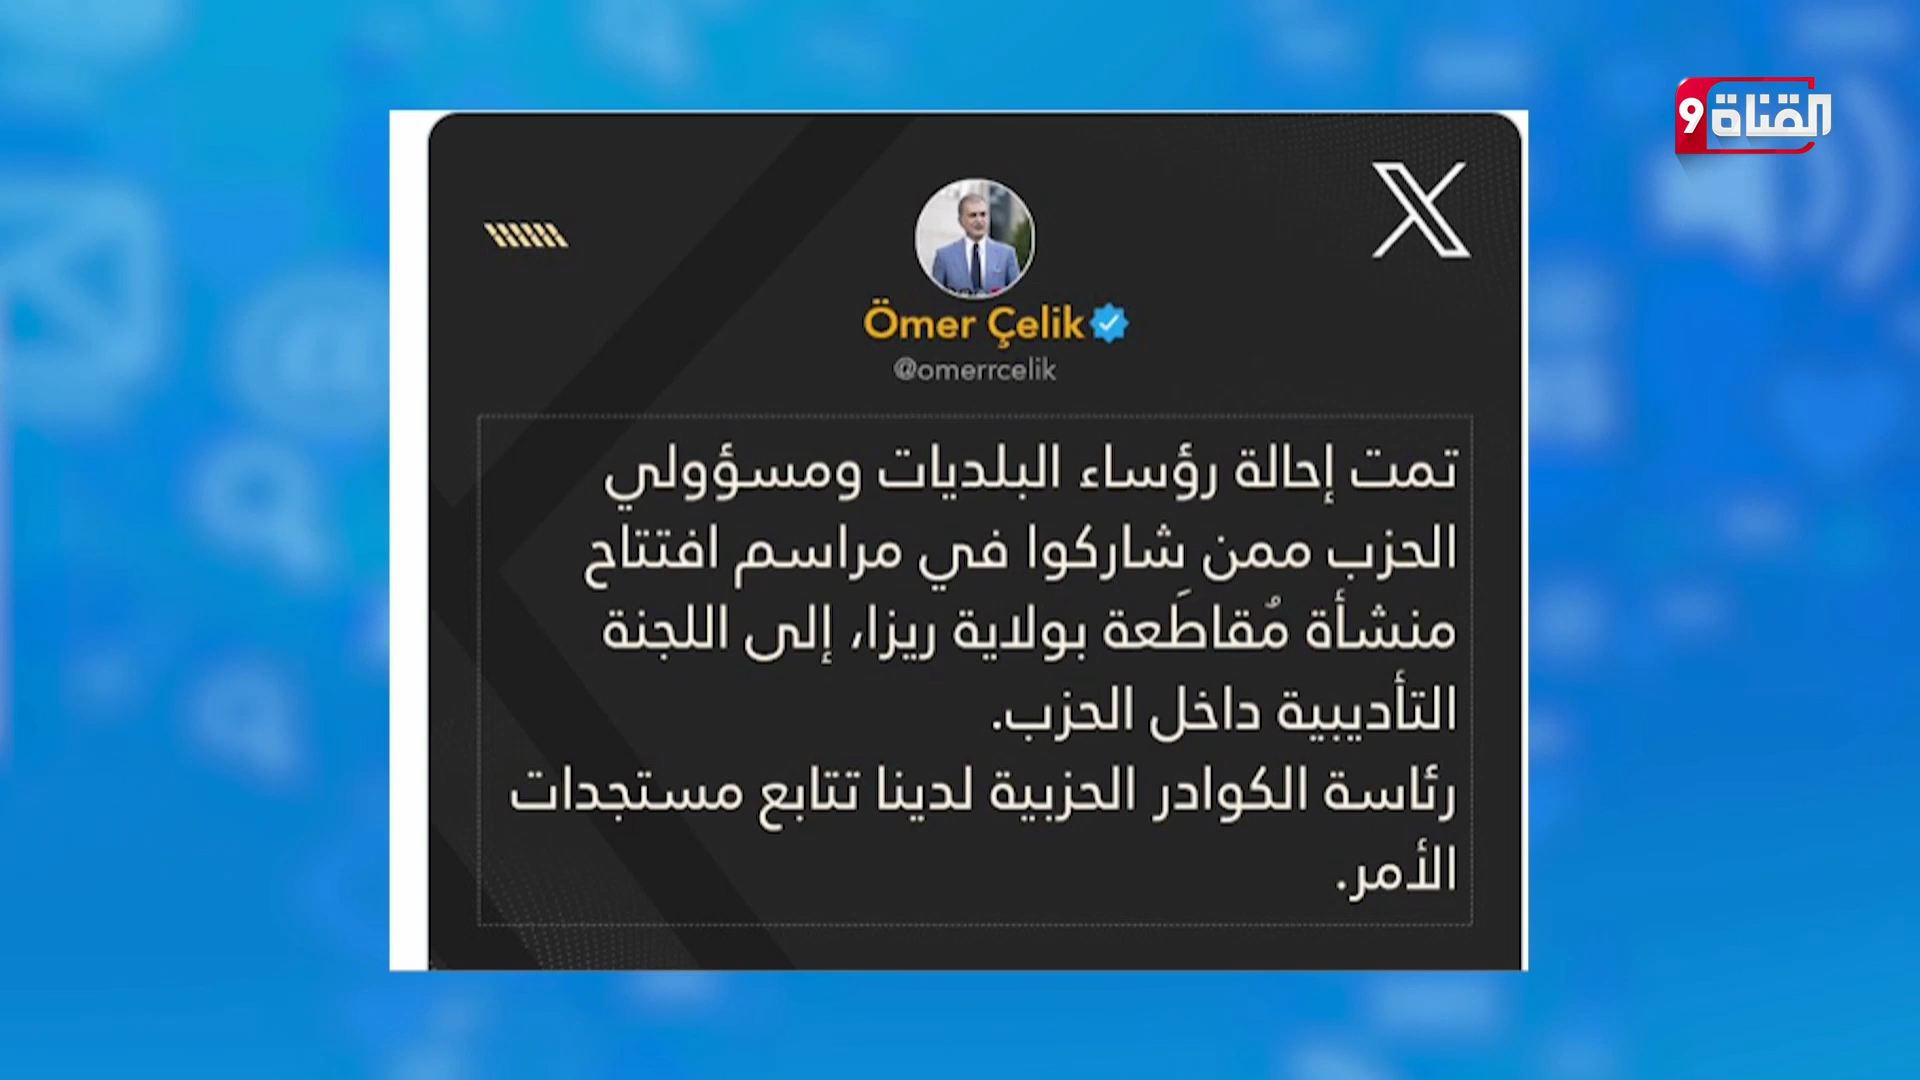 القناة 9
X
Ömer Çelik
@omerrcelik
تمت إحالة رؤساء البلديات ومسؤولي
الحزب ممن شاركوا في مراسم افتتاح
منشأة مُقاطَعة بولاية ريزا، إلى اللجنة
التأديبية داخل الحزب.
رئاسة الكوادر الحزبية لدينا تتابع مستجدات
الأمر.